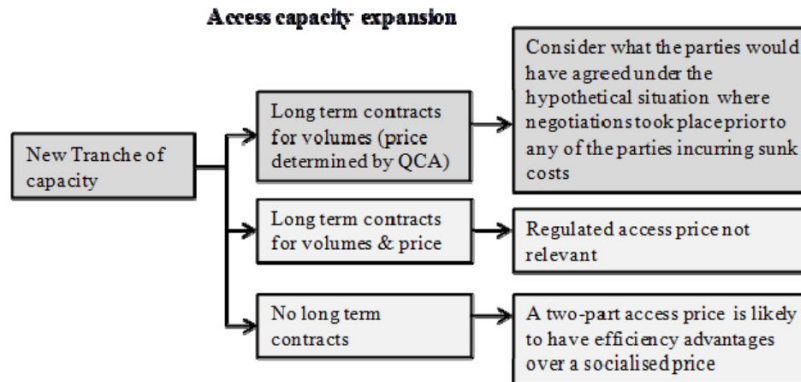 Access capacity expansion
New Tranche of
capacity
Long term contracts
for volumes (price
determined by QCA)
Consider what the parties would
have agreed under the
hypothetical situation where
negotiations took place prior to
any of the parties incurring sunk
costs
Long term contracts
for volumes & price
Regulated access price not
relevant
No long term
contracts
A two-part access price is likely
to have efficiency advantages
over a socialised price